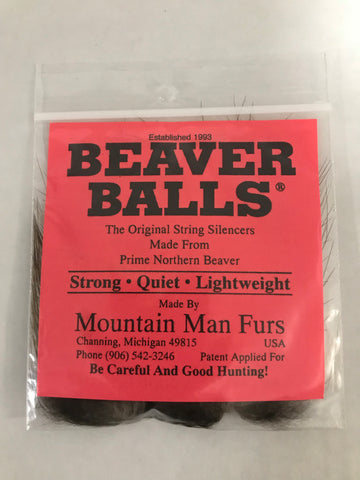 Established 1993
BEAVER
BALLS®
The Original String Silencers
Made From
Prime Northern Beaver
Strong • Quiet • Lightweight
Made By
Mountain Man Furs
Channing, Michigan 49815 USA
Phone (906) 542-3246 Patent Applied For
Be Careful And Good Hunting!